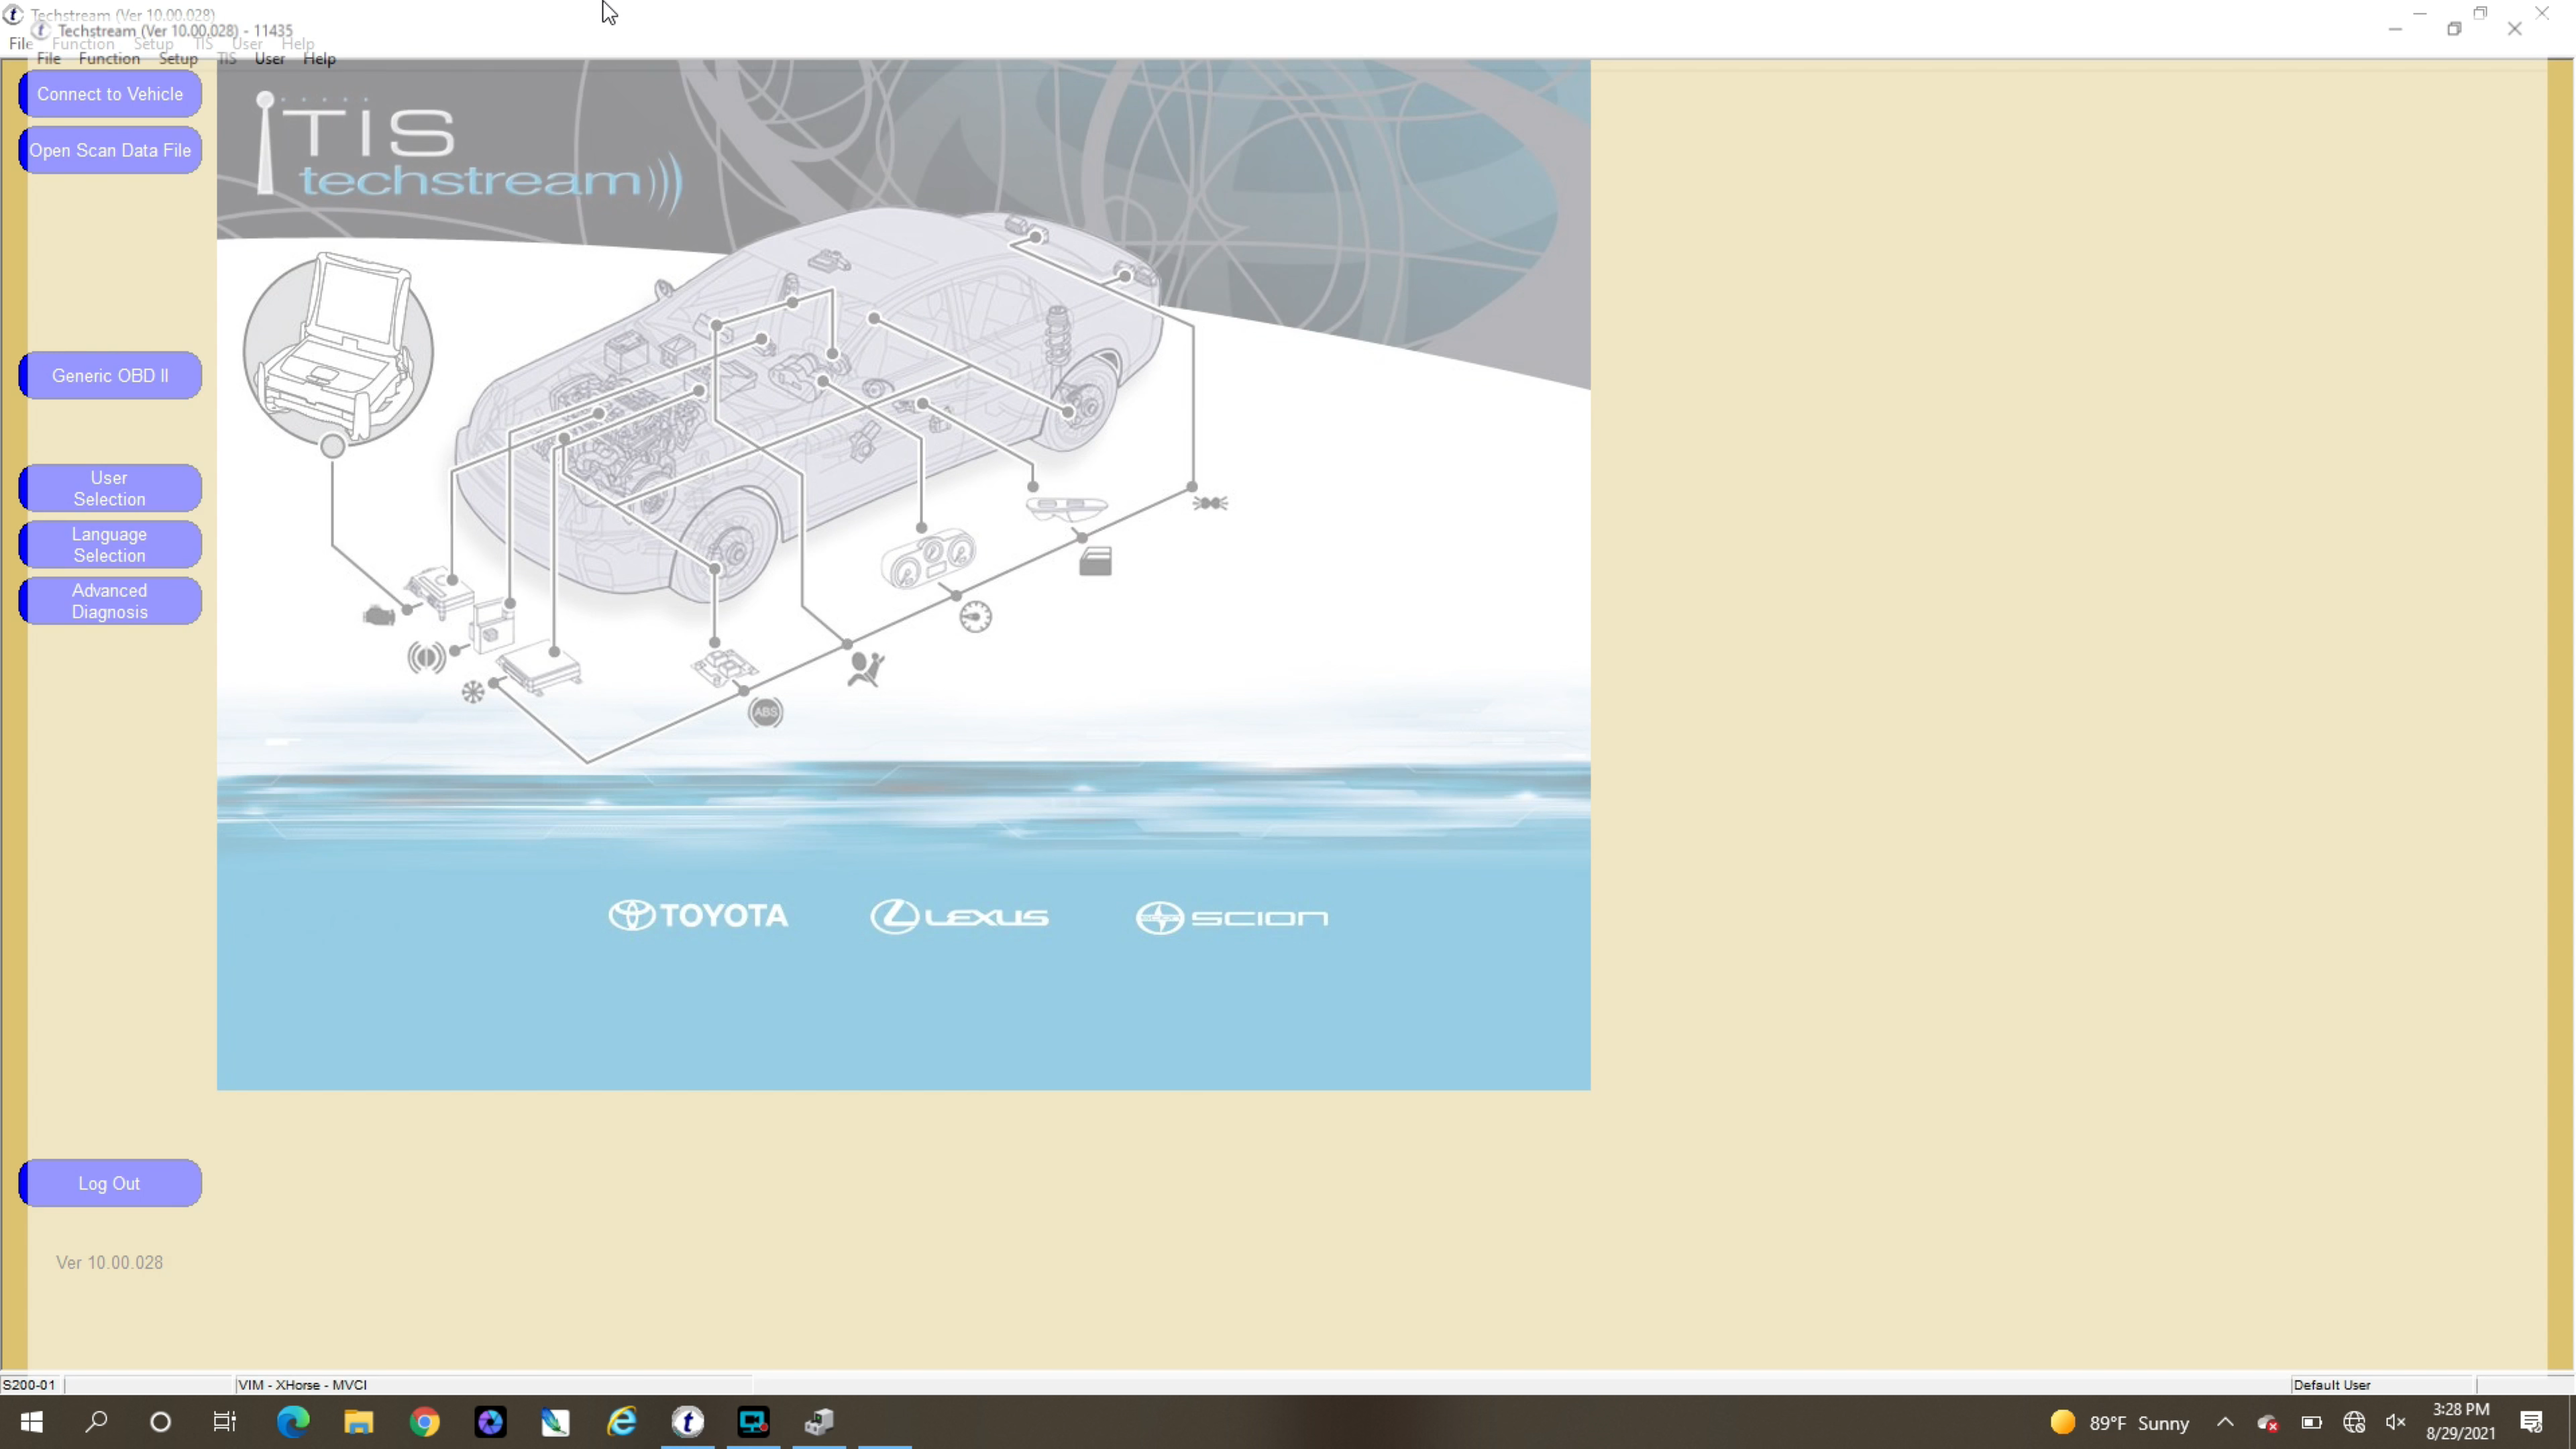 Techstream (Ver 10.00.028)
Techstream (Ver 10.00.028) - 11435
File Function Setup TIS User Help
File Function Setup TIS User Help
Connect to Vehicle
Open Scan Data File
Generic OBD II
User
Selection
Language
Selection
Advanced
Diagnosis
Log Out
Ver 10.00.028
TIS
techstream
ABS
TOYOTA
LEXUS
SCION
S200-01
VIM - XHorse - MVCI
Default User
89°F Sunny
3:28 PM
8/29/2021